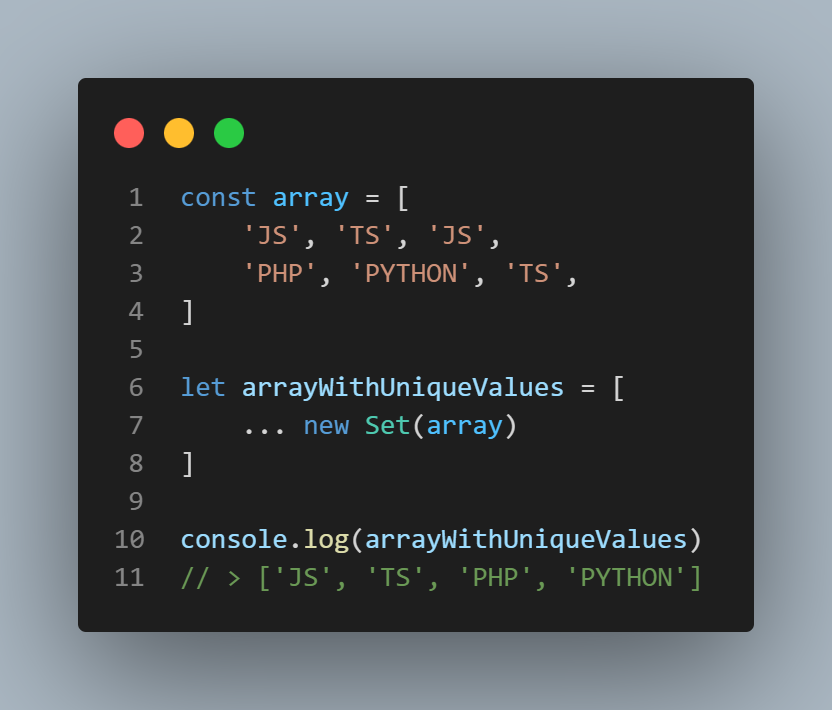 1 const array = [
2     'JS', 'TS', 'JS',
3     'PHP', 'PYTHON', 'TS',
4 ]
5
6 let arrayWithUniqueValues = [
7     ... new Set(array)
8 ]
9
10 console.log(arrayWithUniqueValues)
11 // > ['JS', 'TS', 'PHP', 'PYTHON']